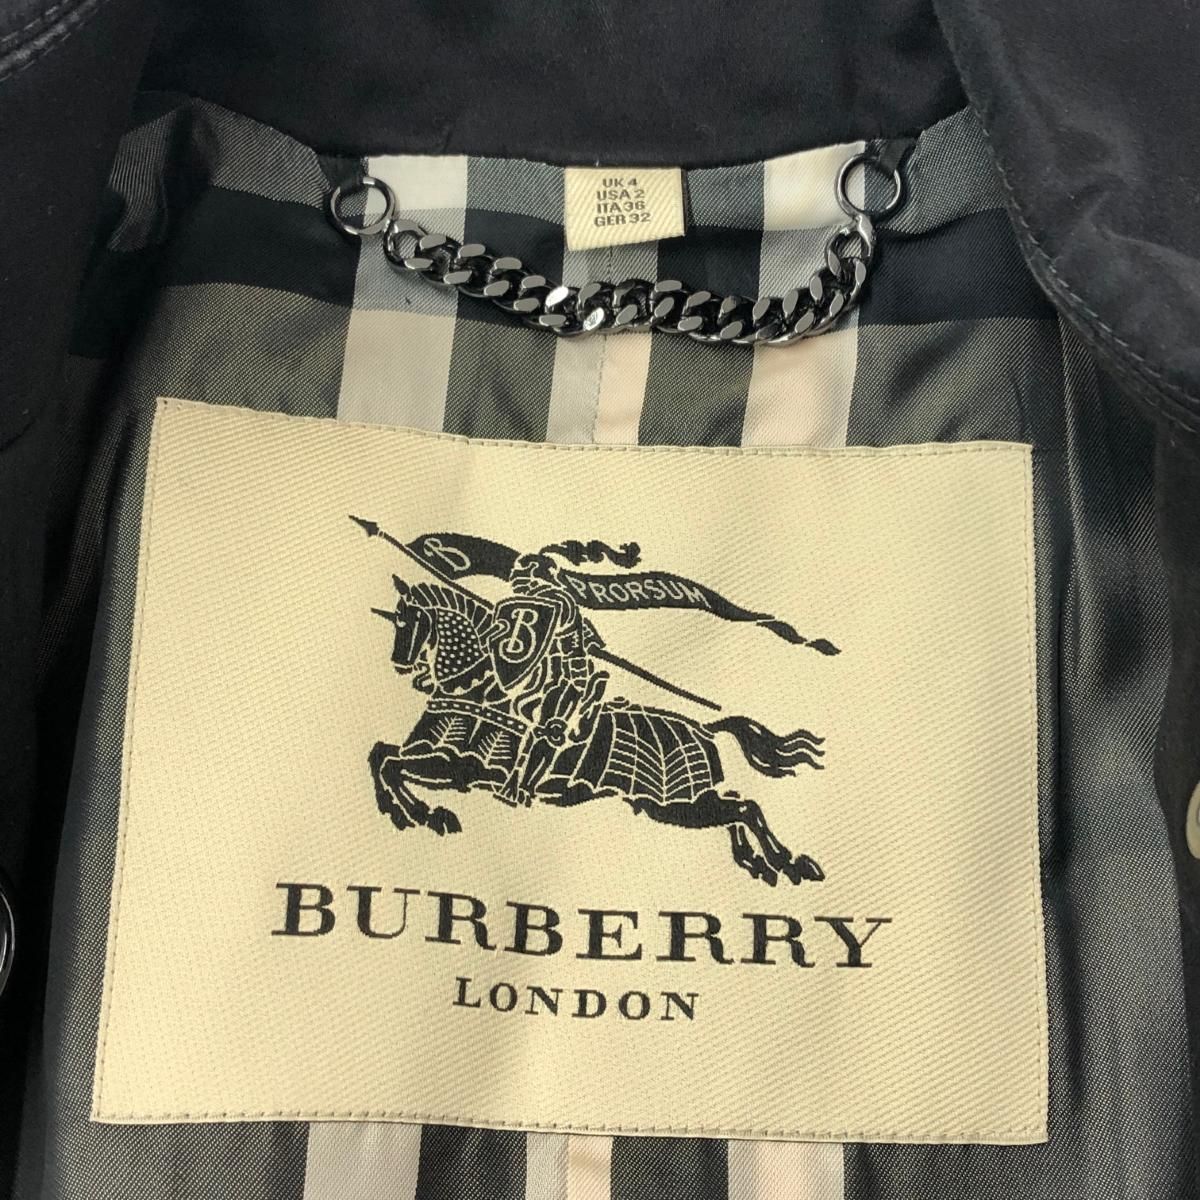 UK 4
USA 2
ITA 36
GER 32
B
PRORSUM
B
BURBERRY
LONDON